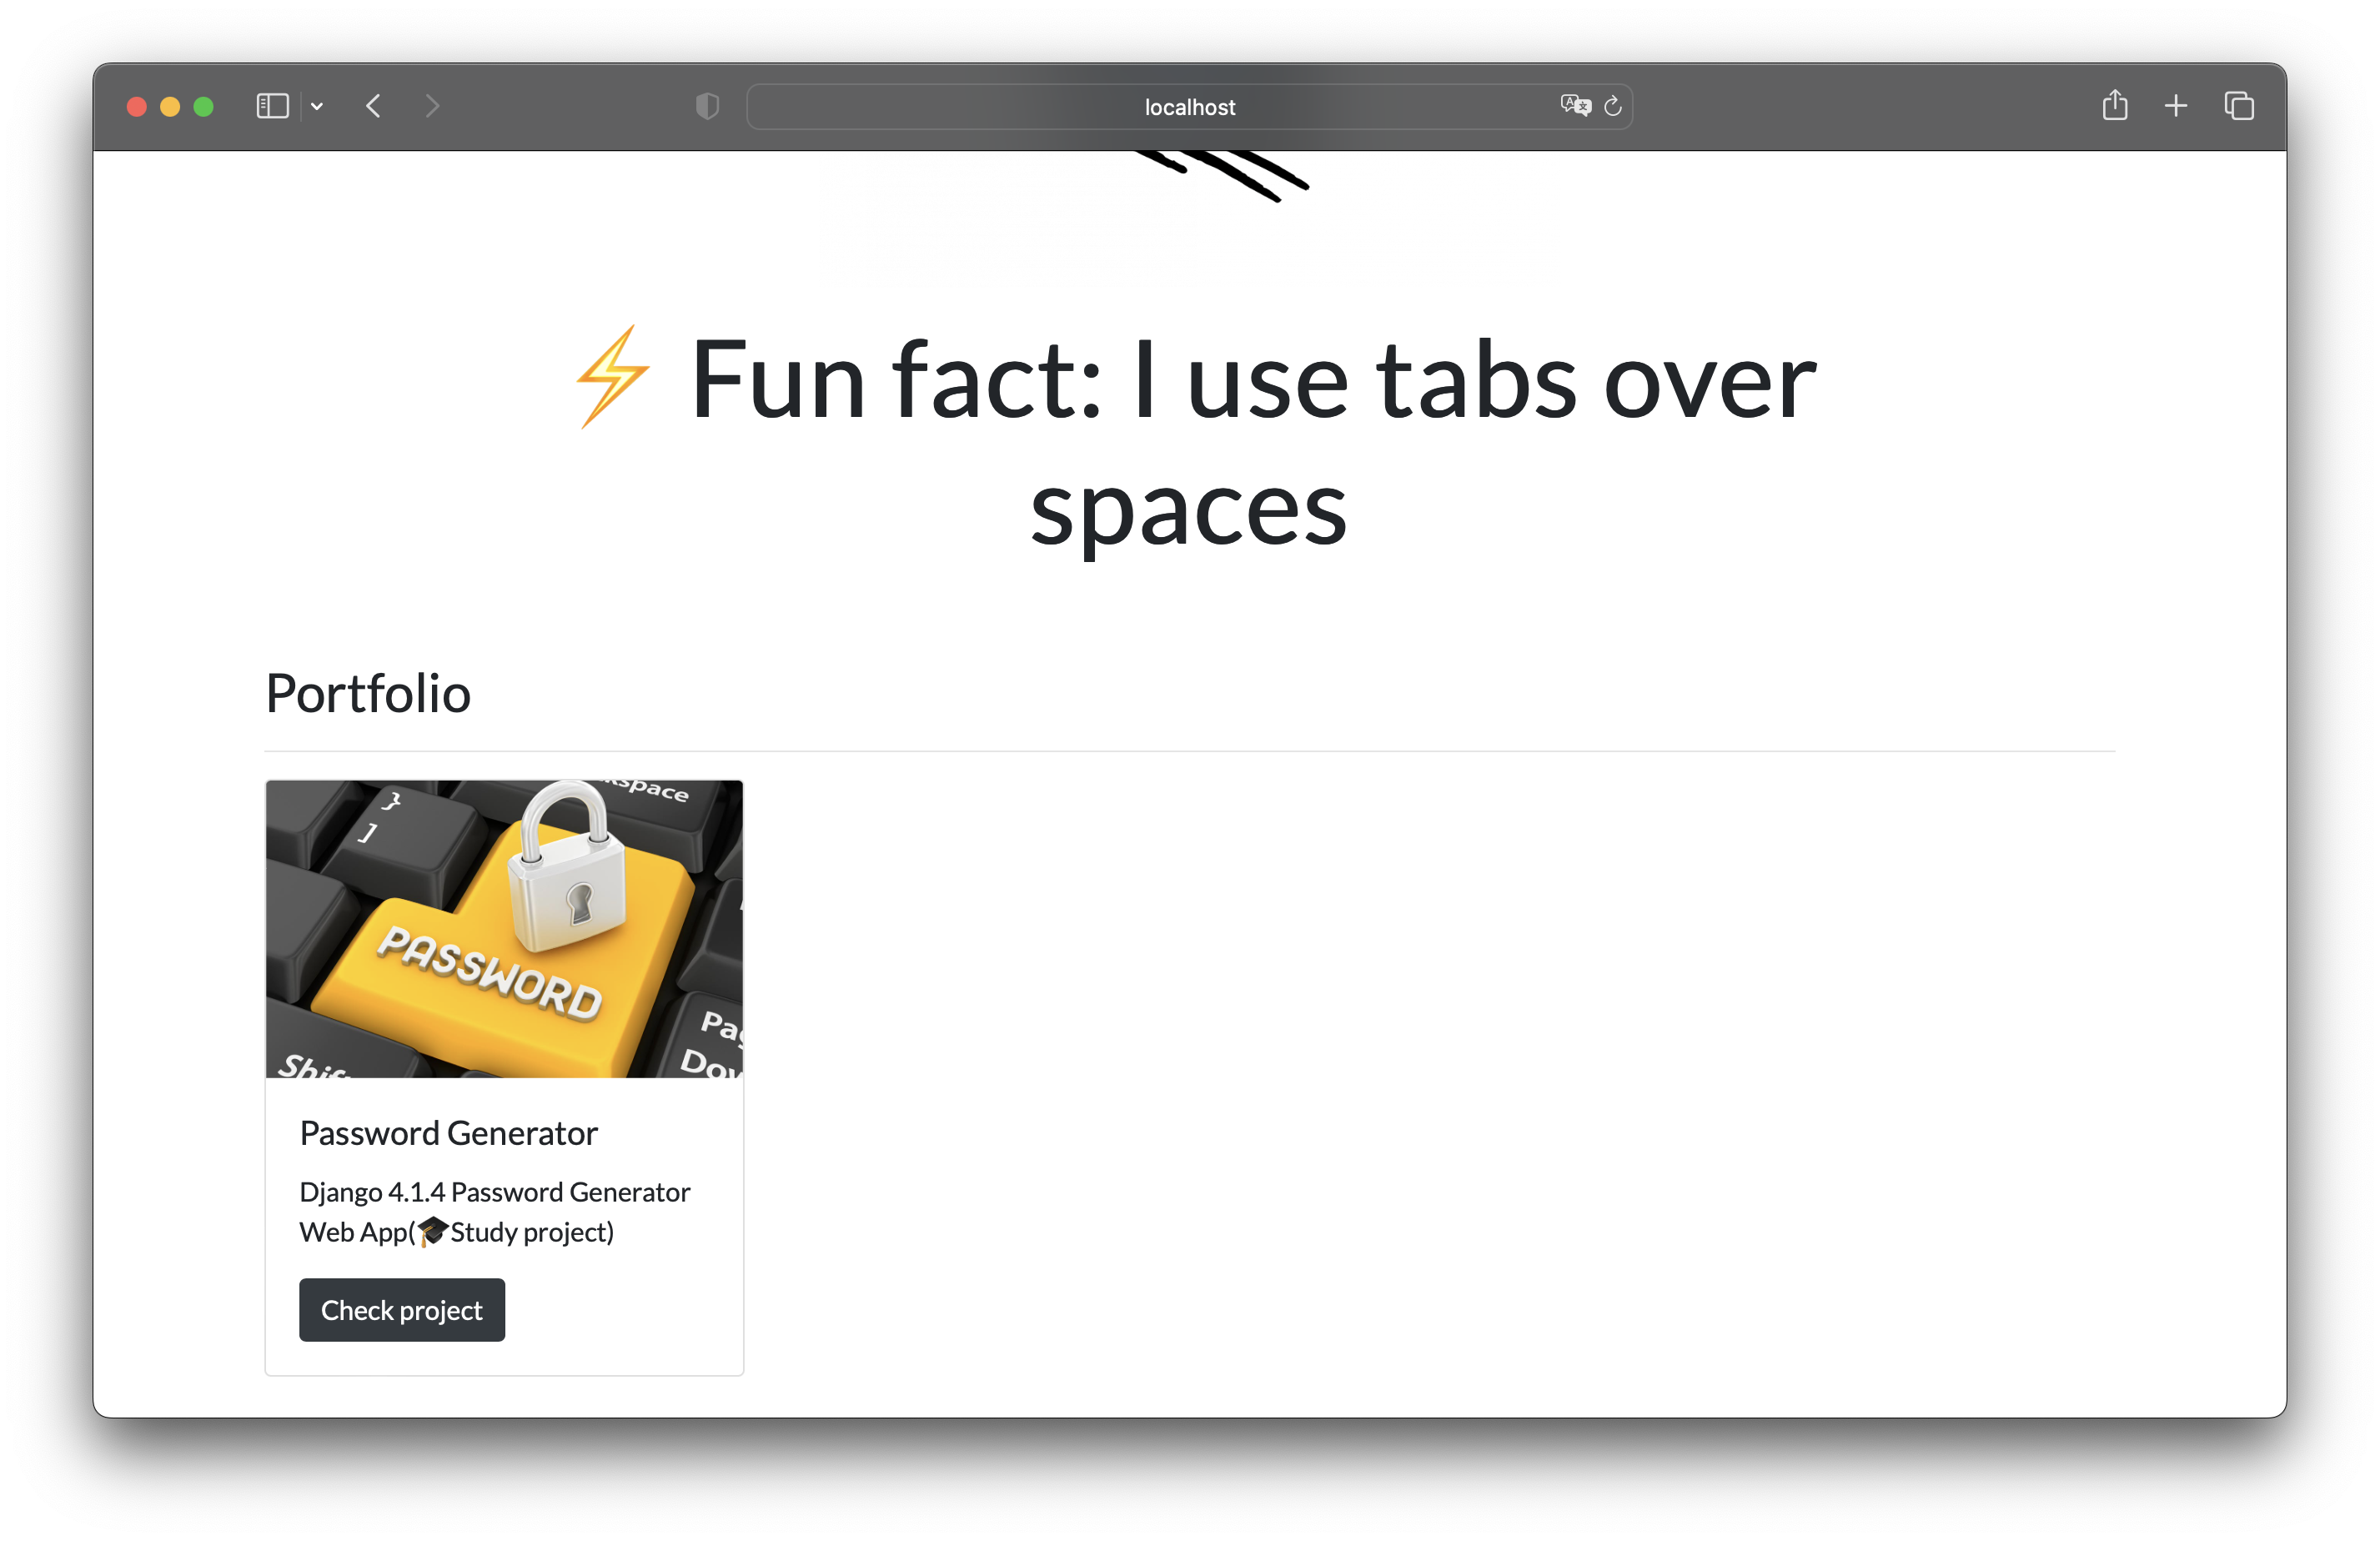 localhost
⚡ Fun fact: I use tabs over
spaces
Portfolio
}
]
PASSWORD
Password Generator
Django 4.1.4 Password Generator
Web App(🎓Study project)
Check project